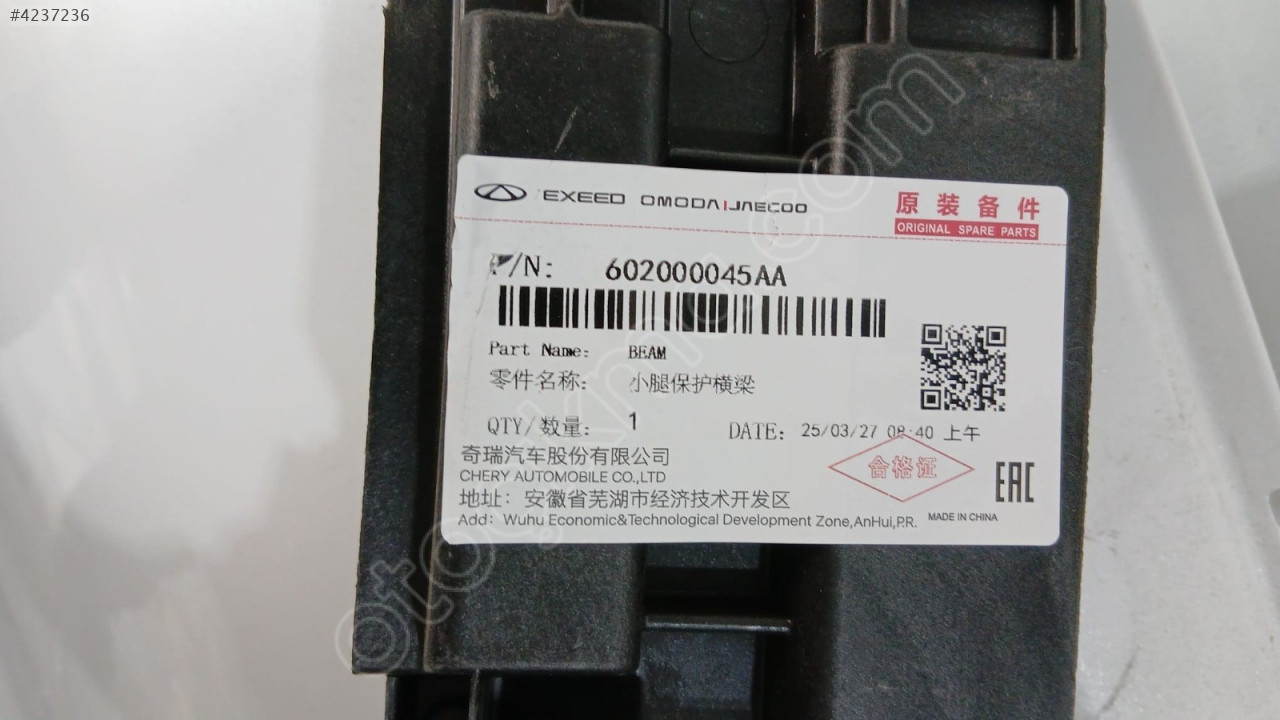 #4237236
EXEED OMODA|JAECOO
原装备件
ORIGINAL SPARE PARTS
P/N: 602000045AA
Part Name: BEAM
零件名称: 小腿保护横梁
QTY/数量: 1
DATE: 25/03/27 08:40 上午
奇瑞汽车股份有限公司
CHERY AUTOMOBILE CO.,LTD
合格证
EAC
地址: 安徽省芜湖市经济技术开发区
Add: Wuhu Economic&Technological Development Zone,AnHui,P.R.
MADE IN CHINA